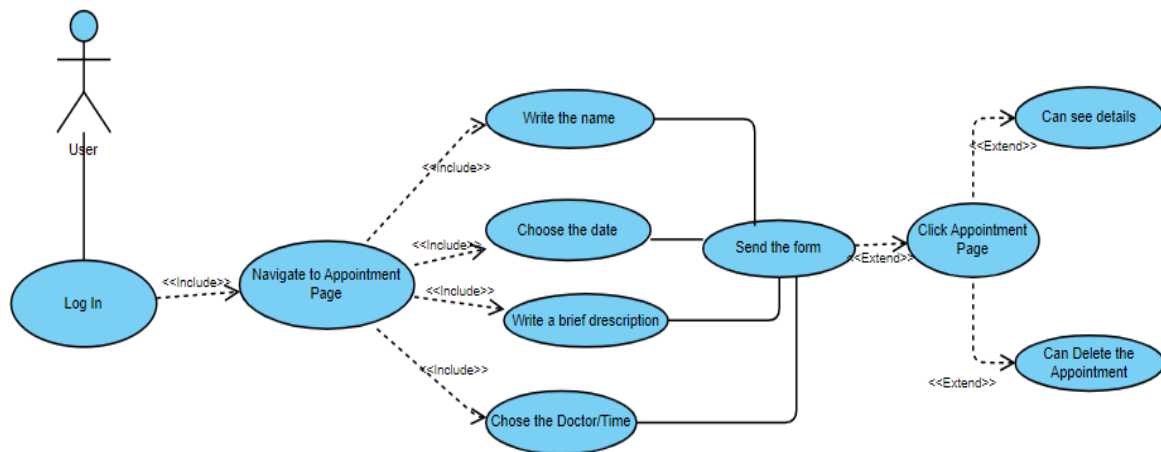 User
Log In
<<Include>>
Navigate to Appointment
Page
<<Include>>
<<Include>>
<<Include>>
<<Include>>
Write the name
Choose the date
Write a brief drescription
Chose the Doctor/Time
Send the form
<<Extend>>
Click Appointment
Page
<<Extend>>
<<Extend>>
Can see details
Can Delete the
Appointment